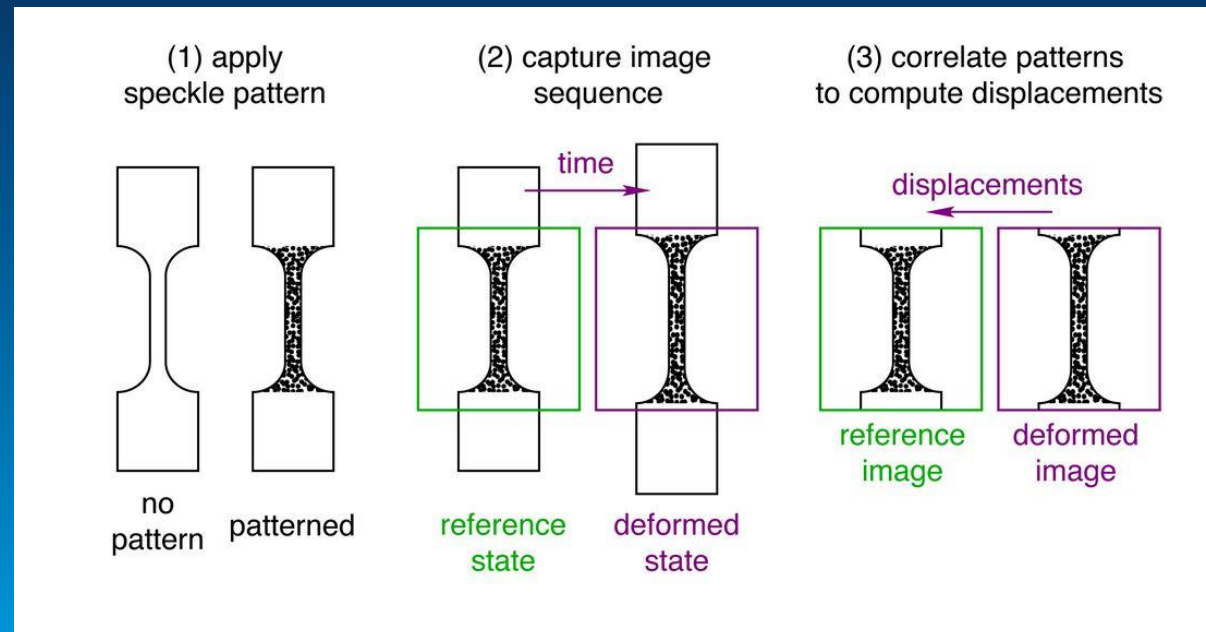 (1) apply
speckle pattern
(2) capture image
sequence
(3) correlate patterns
to compute displacements
time
displacements
no
pattern
patterned
reference
state
deformed
state
reference
image
deformed
image